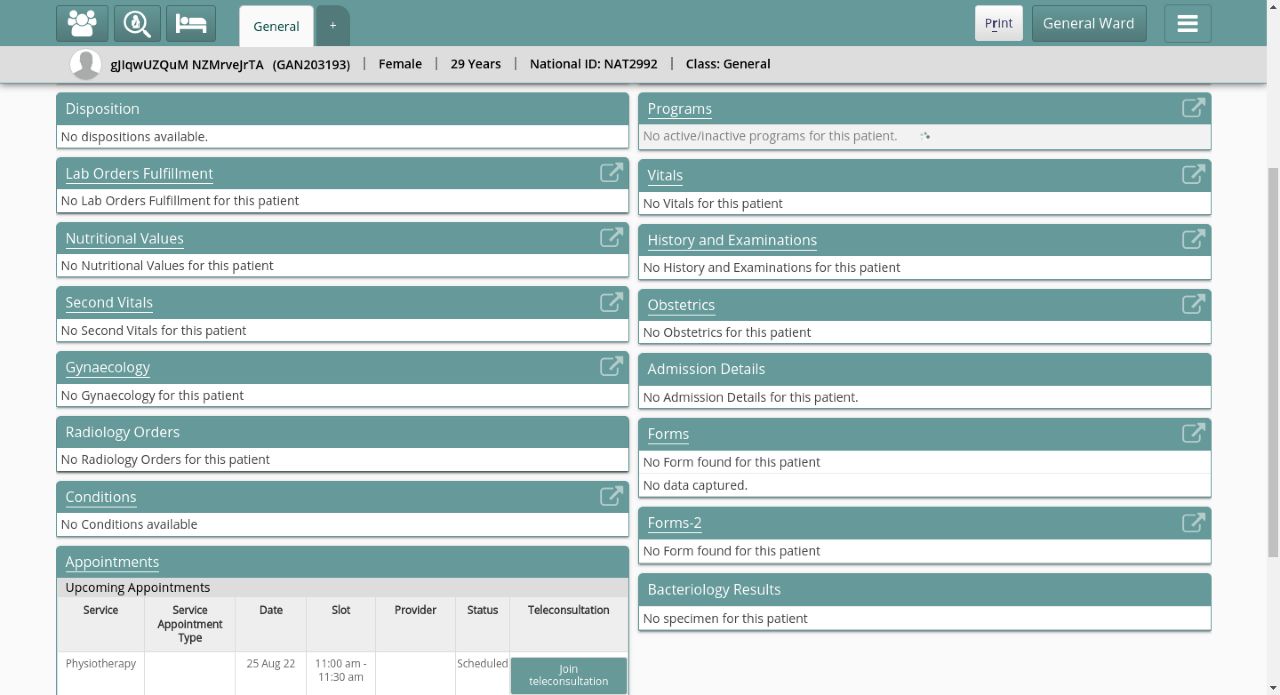 General
+
Print
General Ward
gJIqwUZQuM NZMrveJrTA (GAN203193) | Female | 29 Years | National ID: NAT2992 | Class: General
Disposition
No dispositions available.
Lab Orders Fulfillment
No Lab Orders Fulfillment for this patient
Nutritional Values
No Nutritional Values for this patient
Second Vitals
No Second Vitals for this patient
Gynaecology
No Gynaecology for this patient
Radiology Orders
No Radiology Orders for this patient
Conditions
No Conditions available
Appointments
Upcoming Appointments
Service
Service Appointment Type
Date
Slot
Provider
Status
Teleconsultation
Physiotherapy
25 Aug 22
11:00 am -
11:30 am
Scheduled
Join
teleconsultation
Programs
No active/inactive programs for this patient.
Vitals
No Vitals for this patient
History and Examinations
No History and Examinations for this patient
Obstetrics
No Obstetrics for this patient
Admission Details
No Admission Details for this patient.
Forms
No Form found for this patient
No data captured.
Forms-2
No Form found for this patient
Bacteriology Results
No specimen for this patient